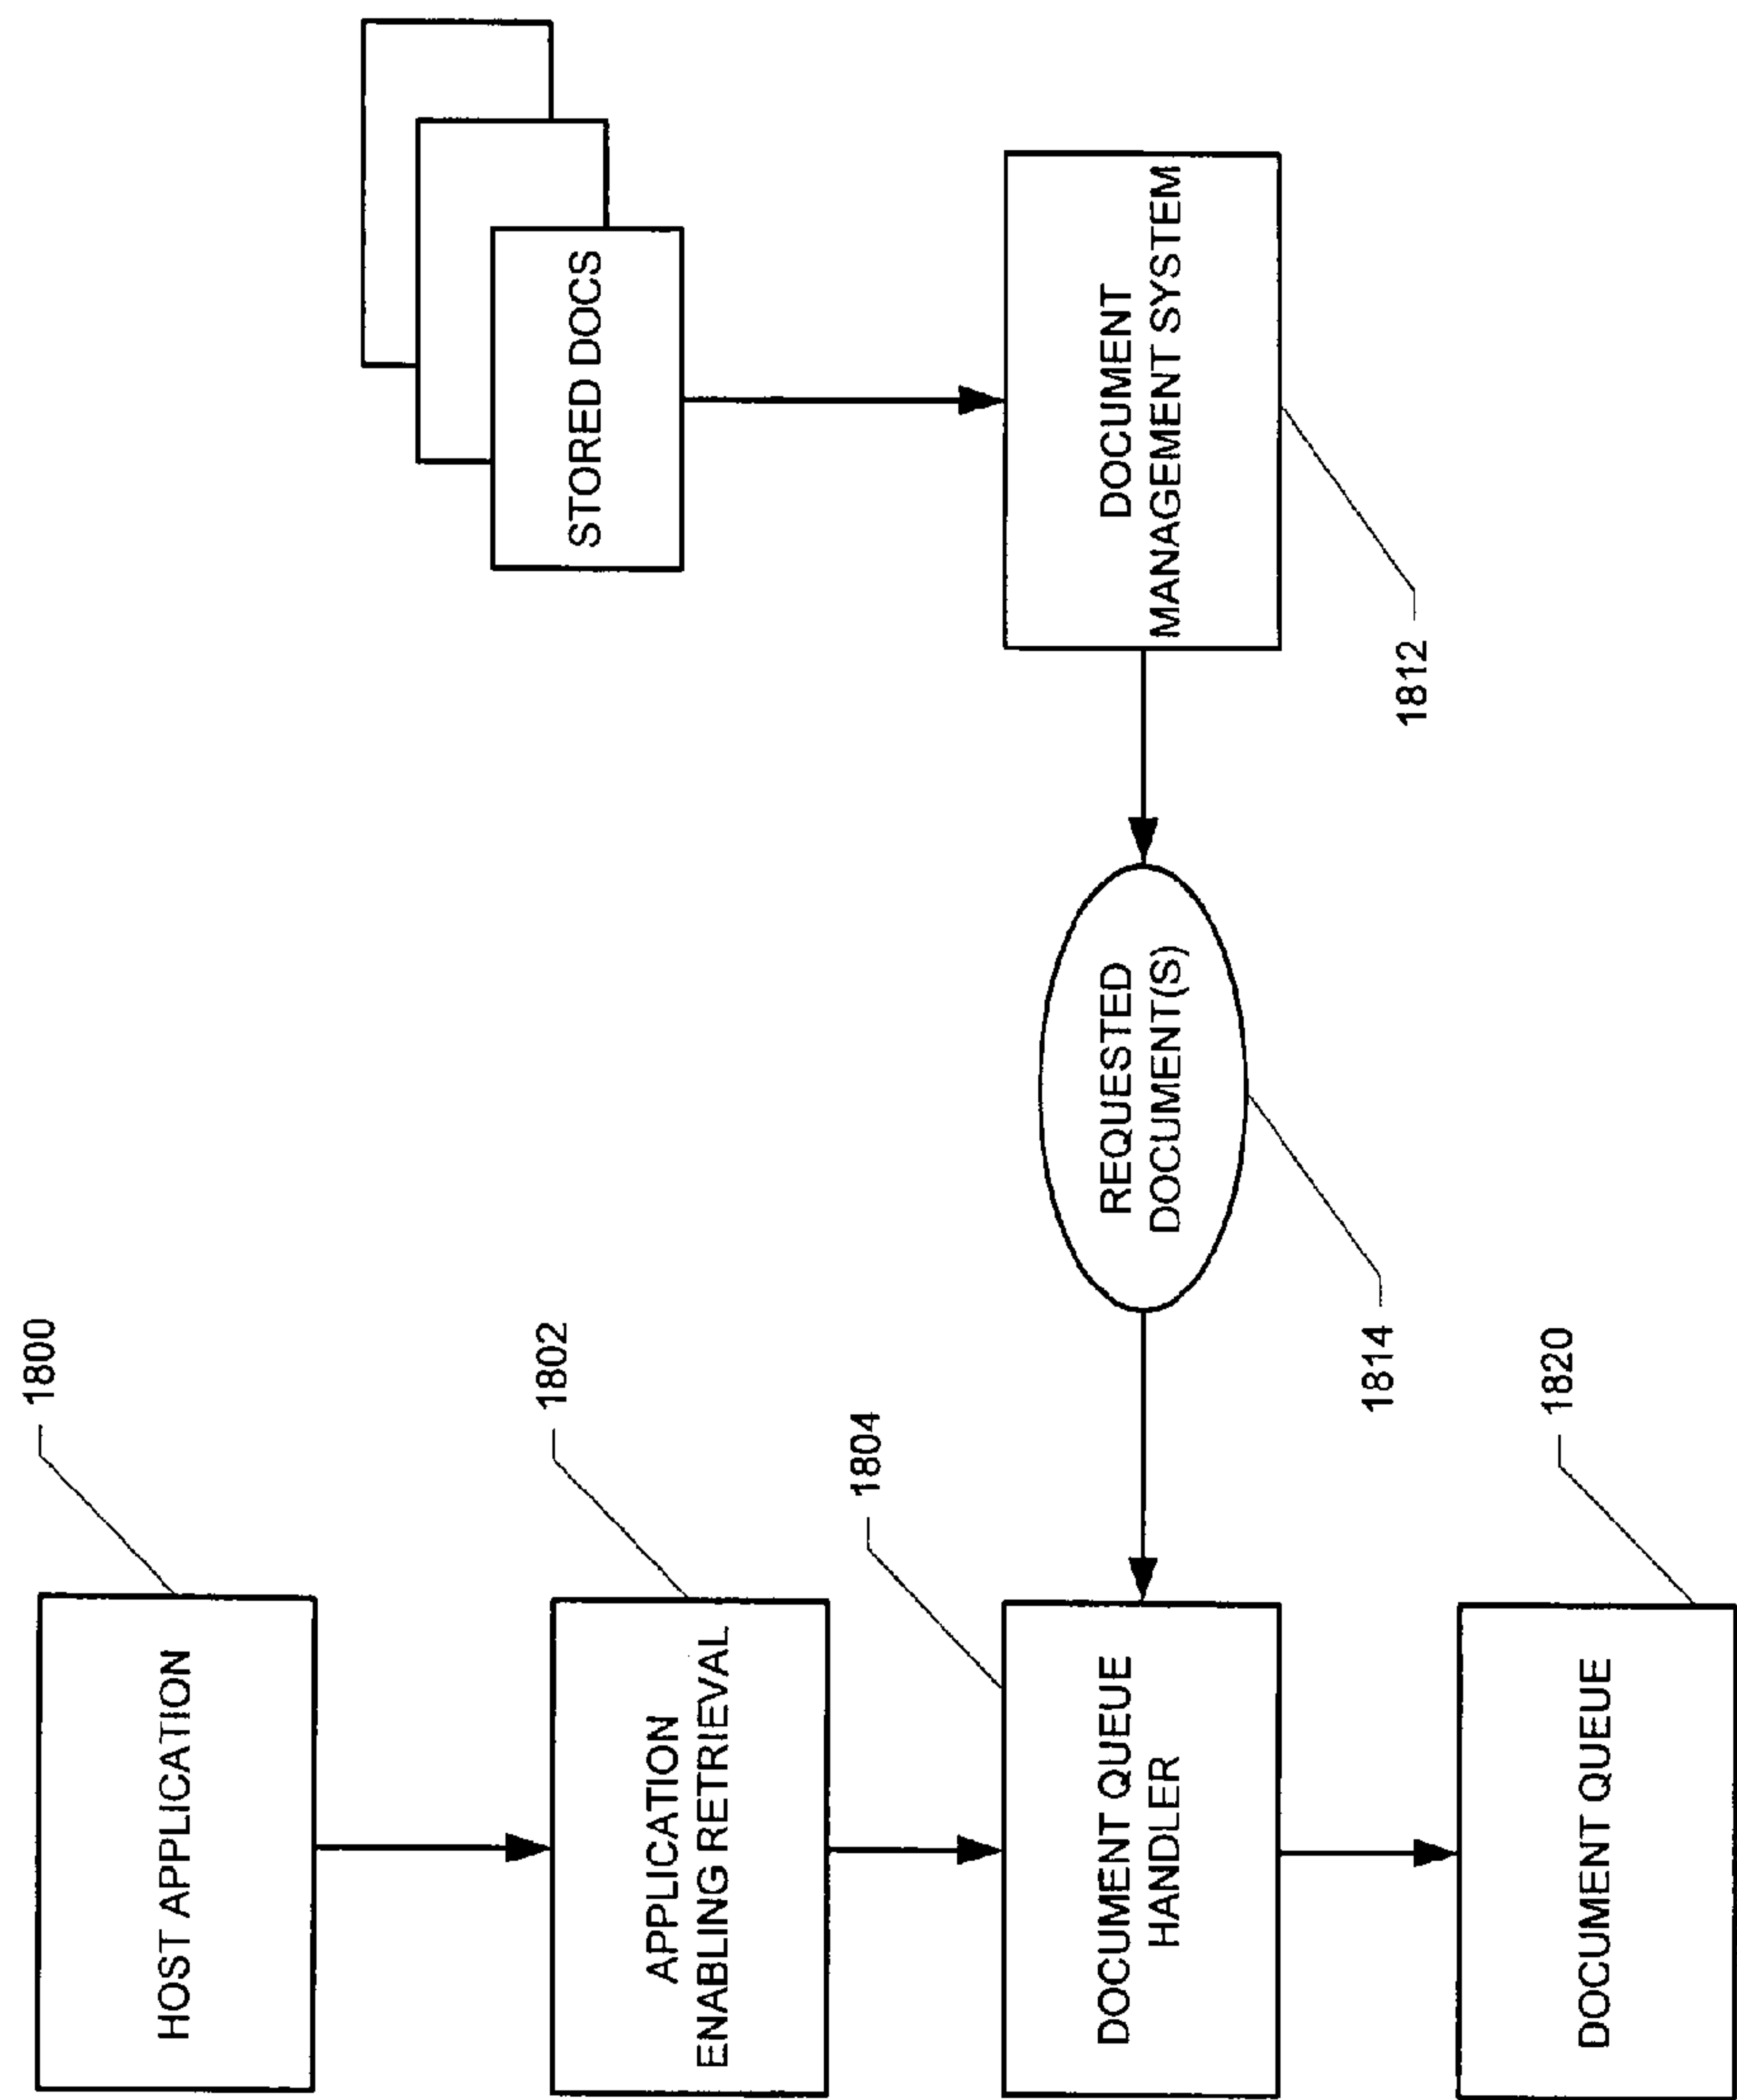 1800
HOST APPLICATION
1802
APPLICATION
ENABLING RETRIEVAL
1804
DOCUMENT QUEUE
HANDLER
1820
DOCUMENT QUEUE
1814
REQUESTED
DOCUMENT(S)
STORED DOCS
DOCUMENT
MANAGEMENT SYSTEM
1812